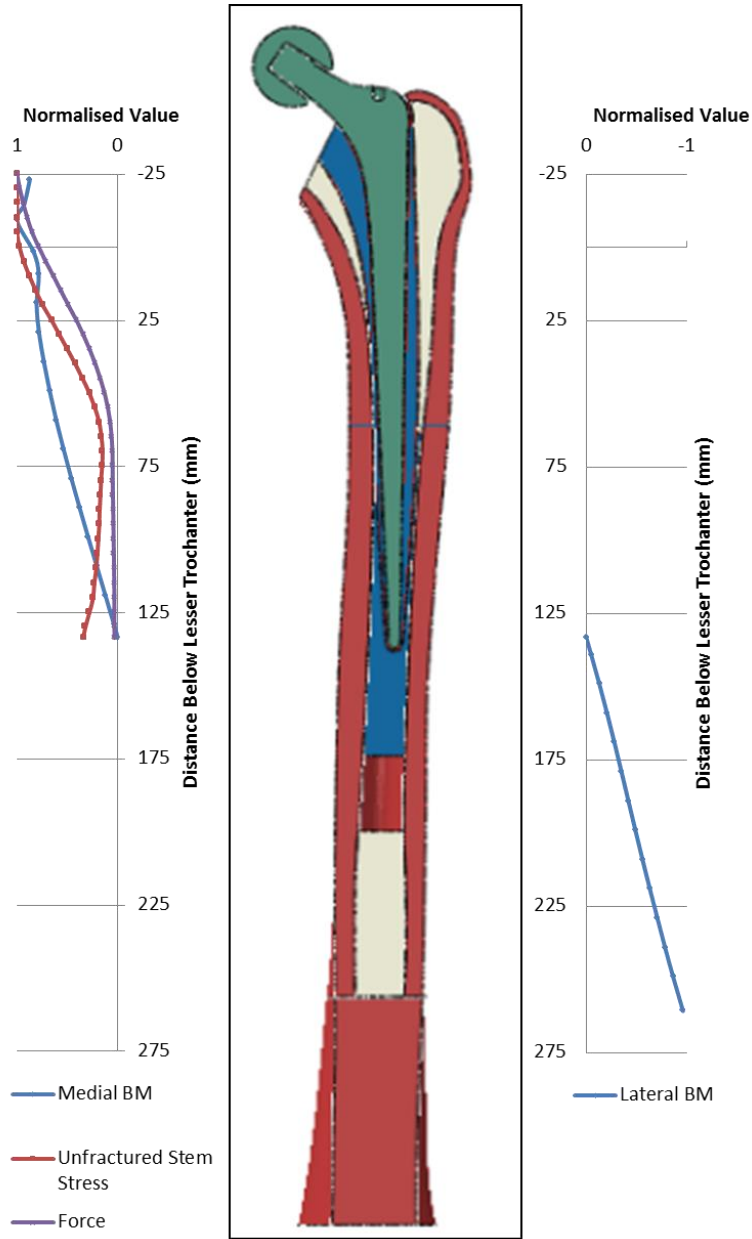 Normalised Value
1 0
-25
25
75
125
175
225
275
Distance Below Lesser Trochanter (mm)
Medial BM
Unfractured Stem
Stress
Force
Normalised Value
0 -1
-25
25
75
125
175
225
275
Distance Below Lesser Trochanter (mm)
Lateral BM